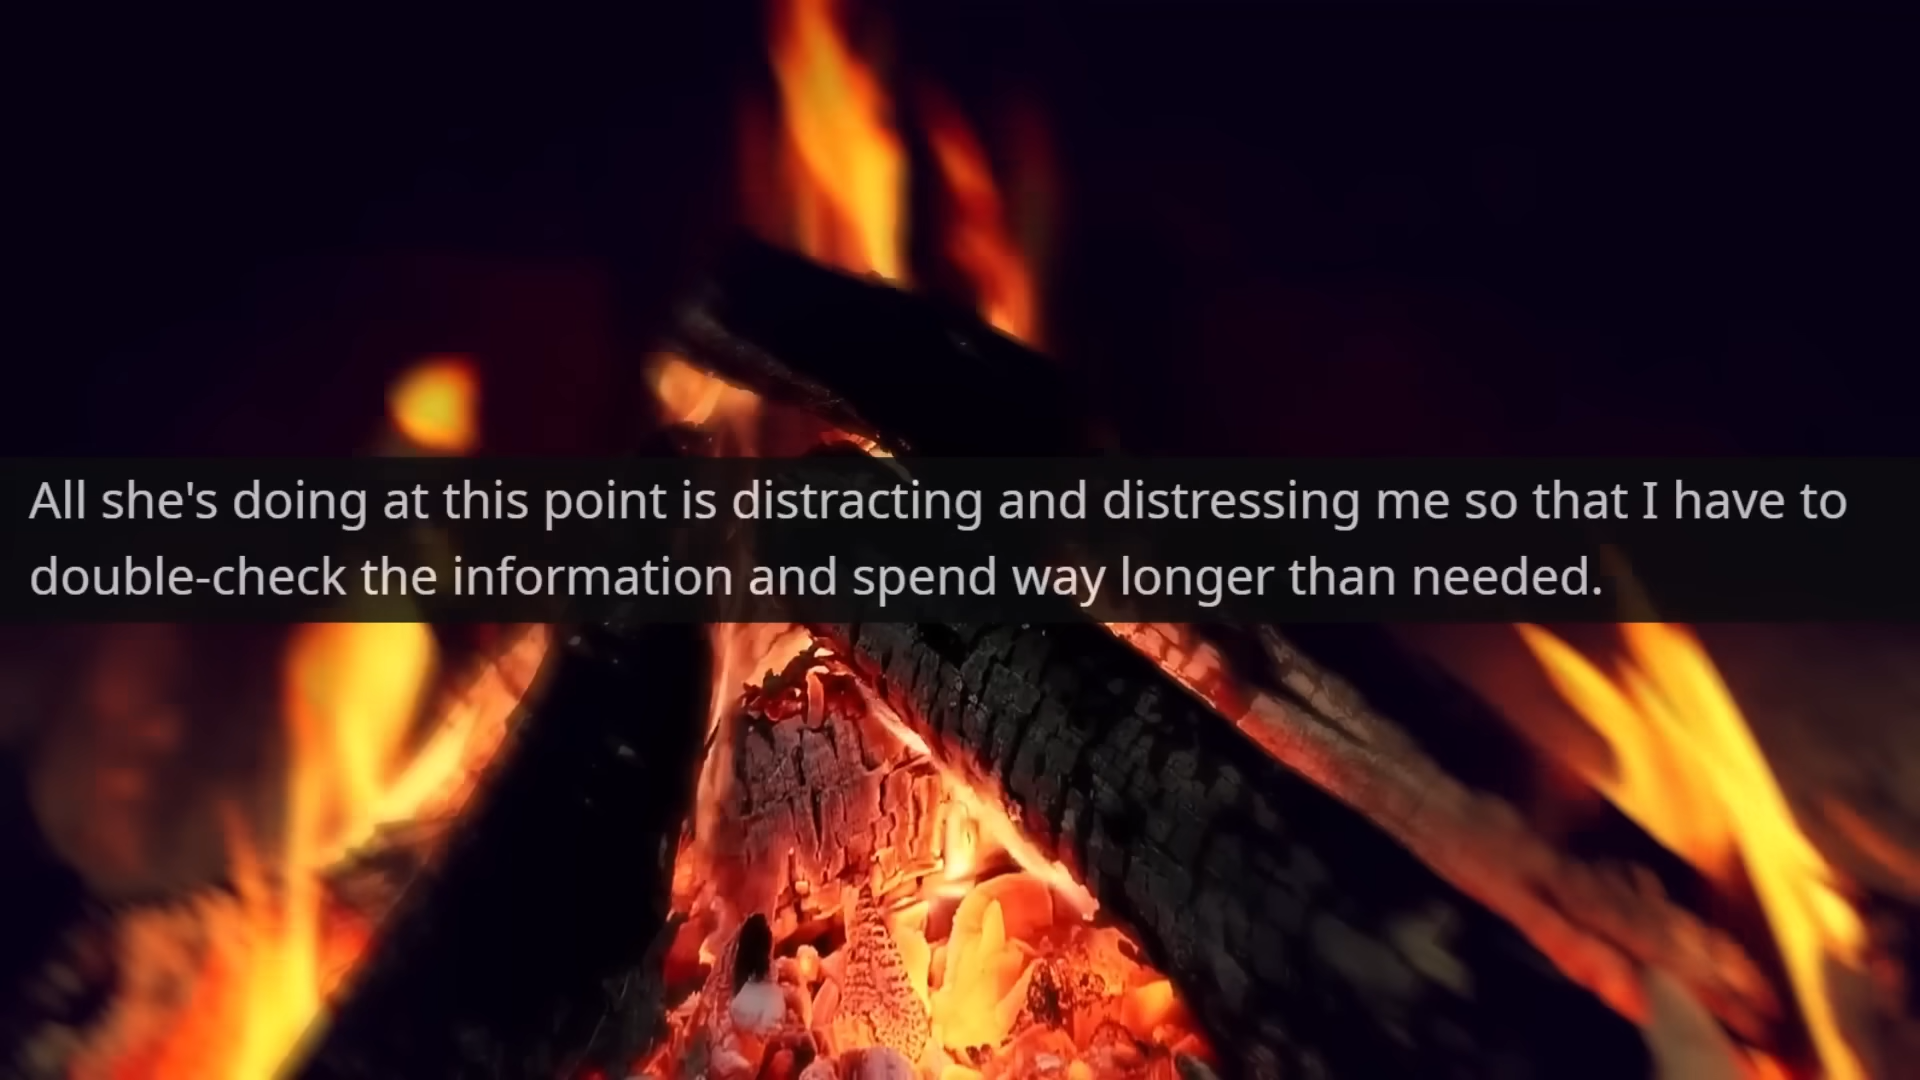 All she's doing at this point is distracting and distressing me so that I have to
double-check the information and spend way longer than needed.